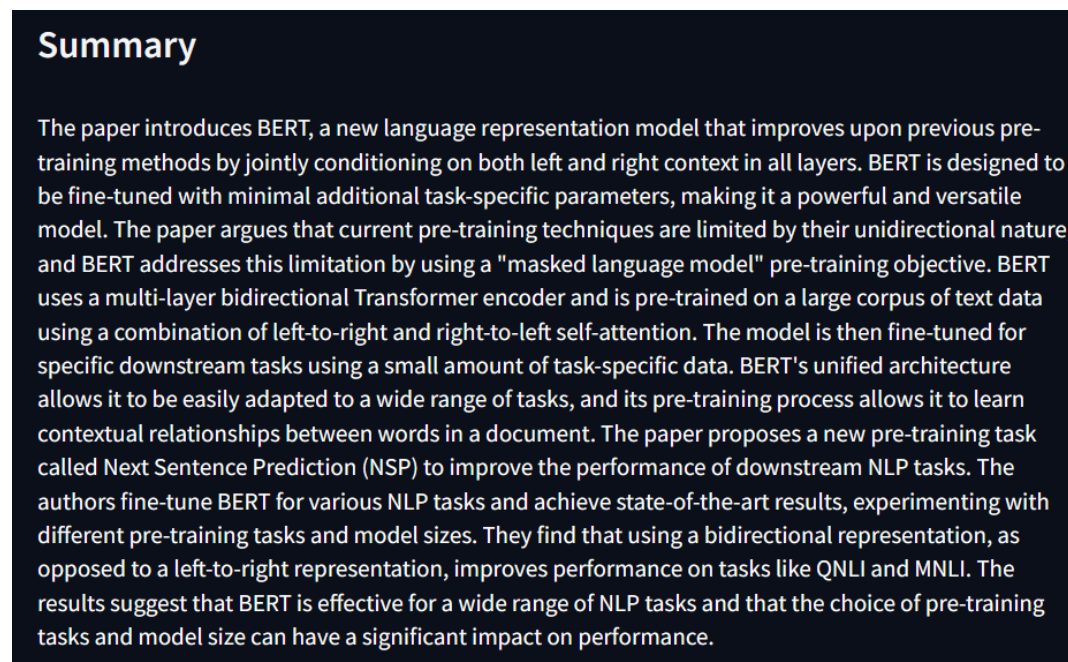 Summary
The paper introduces BERT, a new language representation model that improves upon previous pre-
training methods by jointly conditioning on both left and right context in all layers. BERT is designed to
be fine-tuned with minimal additional task-specific parameters, making it a powerful and versatile
model. The paper argues that current pre-training techniques are limited by their unidirectional nature
and BERT addresses this limitation by using a "masked language model" pre-training objective. BERT
uses a multi-layer bidirectional Transformer encoder and is pre-trained on a large corpus of text data
using a combination of left-to-right and right-to-left self-attention. The model is then fine-tuned for
specific downstream tasks using a small amount of task-specific data. BERT's unified architecture
allows it to be easily adapted to a wide range of tasks, and its pre-training process allows it to learn
contextual relationships between words in a document. The paper proposes a new pre-training task
called Next Sentence Prediction (NSP) to improve the performance of downstream NLP tasks. The
authors fine-tune BERT for various NLP tasks and achieve state-of-the-art results, experimenting with
different pre-training tasks and model sizes. They find that using a bidirectional representation, as
opposed to a left-to-right representation, improves performance on tasks like QNLI and MNLI. The
results suggest that BERT is effective for a wide range of NLP tasks and that the choice of pre-training
tasks and model size can have a significant impact on performance.